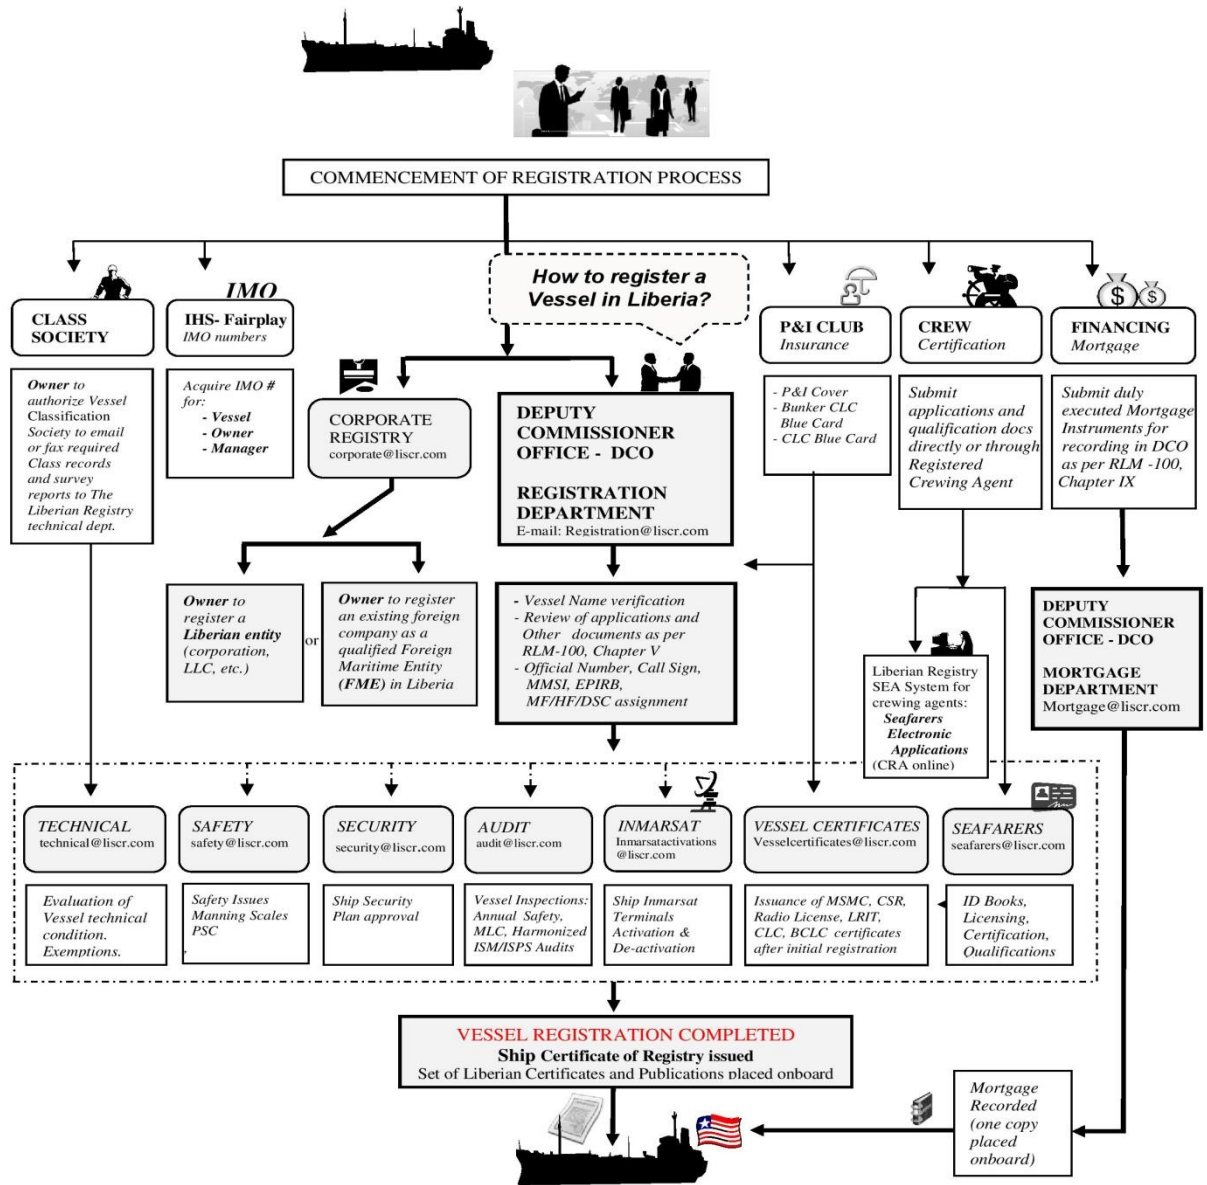 COMMENCEMENT OF REGISTRATION PROCESS
How to register a
Vessel in Liberia?
CLASS
SOCIETY
Owner to
authorize Vessel
Classification
Society to email
or fax required
Class records
and survey
reports to The
Liberian Registry
technical dept.
IMO
IHS- Fairplay
IMO numbers
Acquire IMO #
for:
- Vessel
- Owner
- Manager
CORPORATE
REGISTRY
corporate@liscr.com
DEPUTY
COMMISSIONER
OFFICE - DCO
REGISTRATION
DEPARTMENT
E-mail: Registration@liscr.com
P&I CLUB
Insurance
- P&I Cover
- Bunker CLC
Blue Card
- CLC Blue Card
CREW
Certification
Submit
applications and
qualification docs
directly or through
Registered
Crewing Agent
$ $
FINANCING
Mortgage
Submit duly
executed Mortgage
Instruments for
recording in DCO
as per RLM -100,
Chapter IX
Owner to
register a
Liberian entity
(corporation,
LLC, etc.)
or
Owner to register
an existing foreign
company as a
qualified Foreign
Maritime Entity
(FME) in Liberia
- Vessel Name verification
- Review of applications and
Other documents as per
RLM-100, Chapter V
- Official Number, Call Sign,
MMSI, EPIRB,
MF/HF/DSC assignment
Liberian Registry
SEA System for
crewing agents:
Seafarers
Electronic
Applications
(CRA online)
DEPUTY
COMMISSIONER
OFFICE - DCO
MORTGAGE
DEPARTMENT
Mortgage@liscr.com
TECHNICAL
technical@liscr.com
Evaluation of
Vessel technical
condition.
Exemptions.
SAFETY
safety@liscr.com
Safety Issues
Manning Scales
PSC
,
SECURITY
security@liscr.com
Ship Security
Plan approval
AUDIT
audit@liscr.com
Vessel Inspections:
Annual Safety,
MLC, Harmonized
ISM/ISPS Audits
INMARSAT
Inmarsatactivations
@liscr.com
Ship Inmarsat
Terminals
Activation &
De-activation
VESSEL CERTIFICATES
Vesselcertificates@liscr.com
Issuance of MSMC, CSR,
Radio License, LRIT,
CLC, BCLC certificates
after initial registration
SEAFARERS
seafarers@liscr.com
ID Books,
Licensing,
Certification,
Qualifications
VESSEL REGISTRATION COMPLETED
Ship Certificate of Registry issued
Set of Liberian Certificates and Publications placed onboard
Mortgage
Recorded
(one copy
placed
onboard)